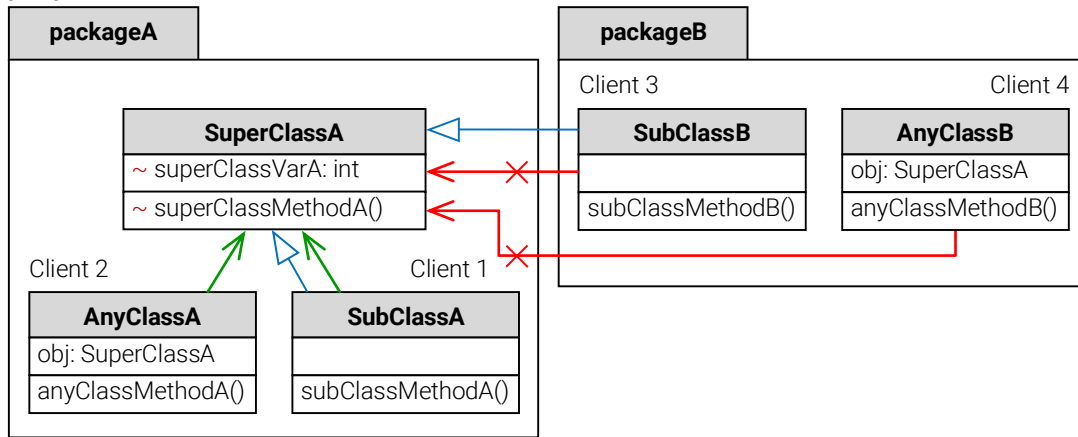 packageA
packageB
Client 3
Client 4
SuperClassA
~ superClassVarA: int
~ superClassMethodA()
SubClassB
subClassMethodB()
AnyClassB
obj: SuperClassA
anyClassMethodB()
Client 2
Client 1
AnyClassA
obj: SuperClassA
anyClassMethodA()
SubClassA
subClassMethodA()